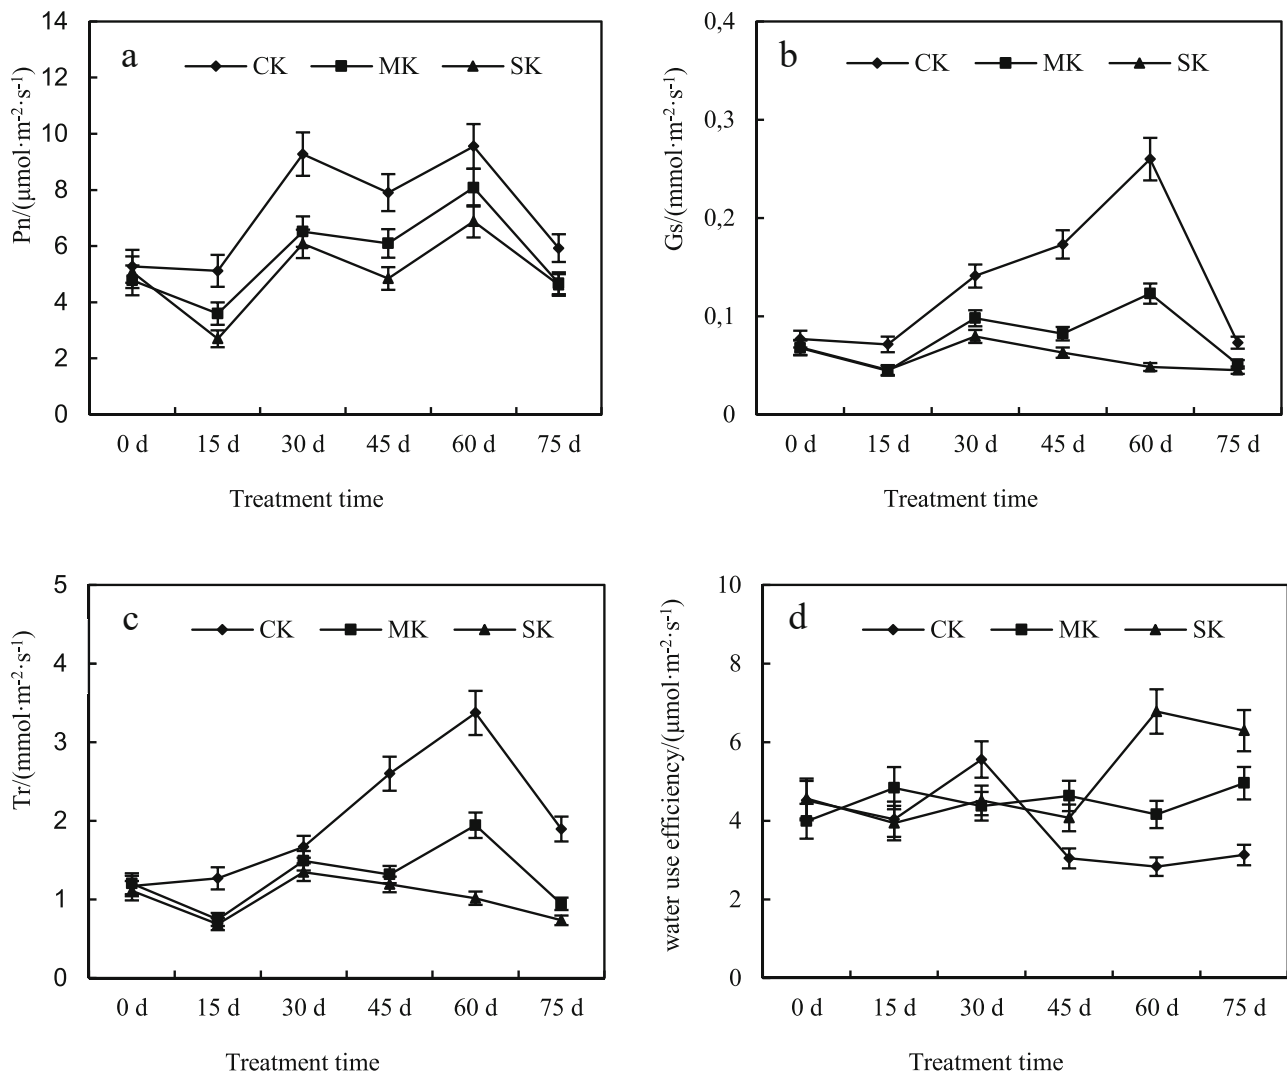 a
CK MK SK
Pn/(μmol·m⁻²·s⁻¹)
14
12
10
8
6
4
2
0
0 d 15 d 30 d 45 d 60 d 75 d
Treatment time
b
CK MK SK
Gs/(mmol·m⁻²·s⁻¹)
0,4
0,3
0,2
0,1
0
0 d 15 d 30 d 45 d 60 d 75 d
Treatment time
c
CK MK SK
Tr/(mmol·m⁻²·s⁻¹)
5
4
3
2
1
0
0 d 15 d 30 d 45 d 60 d 75 d
Treatment time
d
CK MK SK
water use efficiency/(μmol·m⁻²·s⁻¹)
10
8
6
4
2
0
0 d 15 d 30 d 45 d 60 d 75 d
Treatment time